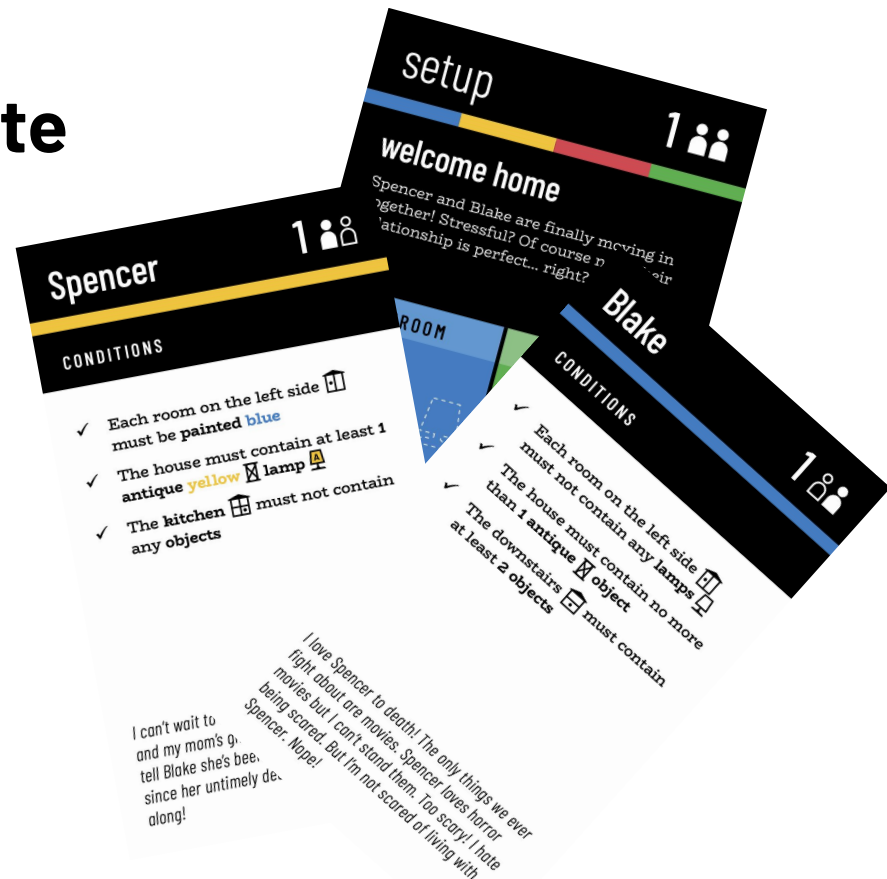 te
setup
1
welcome home
Spencer and Blake are finally moving in
ogether! Stressful? Of course
lationship is perfect... right?
ROOM
Spencer
1
CONDITIONS
✓ Each room on the left side
must be painted blue
✓ The house must contain at least 1
antique yellow lamp A
✓ The kitchen must not contain
any objects
I can't wait to
and my mom's
tell Blake she's
since her untimely
along!
Blake
1
CONDITIONS
✓ Each room on the left side
must not contain any lamps
✓ The house must contain no more
than 1 antique object
✓ The downstairs must contain
at least 2 objects
I love Spencer to death! The only things we ever
fight about are movies. Spencer loves horror
movies but I can't stand them. Too scary! I hate
being scared. But I'm not scared of living with
Spencer. Nope!